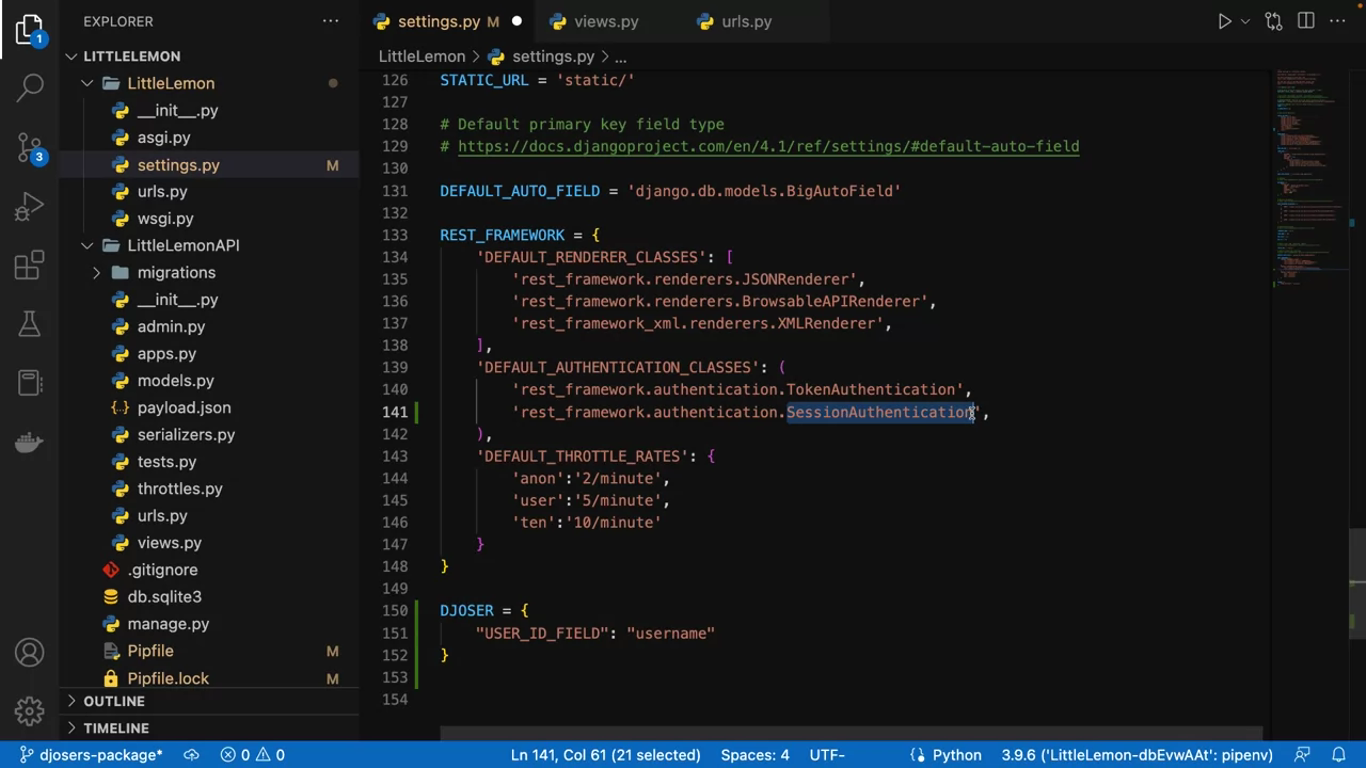 EXPLORER
settings.py M
views.py
urls.py
LITTLELEMON
LittleLemon > settings.py > ...
LittleLemon
__init__.py
asgi.py
settings.py M
urls.py
wsgi.py
LittleLemonAPI
migrations
__init__.py
admin.py
apps.py
models.py
payload.json
serializers.py
tests.py
throttles.py
urls.py
views.py
.gitignore
db.sqlite3
manage.py
Pipfile M
Pipfile.lock M
OUTLINE
TIMELINE
1
3
126 STATIC_URL = 'static/'
127
128 # Default primary key field type
129 # https://docs.djangoproject.com/en/4.1/ref/settings/#default-auto-field
130
131 DEFAULT_AUTO_FIELD = 'django.db.models.BigAutoField'
132
133 REST_FRAMEWORK = {
134 'DEFAULT_RENDERER_CLASSES': [
135 'rest_framework.renderers.JSONRenderer',
136 'rest_framework.renderers.BrowsableAPIRenderer',
137 'rest_framework_xml.renderers.XMLRenderer',
138 ],
139 'DEFAULT_AUTHENTICATION_CLASSES': (
140 'rest_framework.authentication.TokenAuthentication',
141 'rest_framework.authentication.SessionAuthentication',
142 ),
143 'DEFAULT_THROTTLE_RATES': {
144 'anon':'2/minute',
145 'user':'5/minute',
146 'ten':'10/minute'
147 }
148 }
149
150 DJOSER = {
151 "USER_ID_FIELD": "username"
152 }
153
154
djosers-package* 0 0 Ln 141, Col 61 (21 selected) Spaces: 4 UTF- {} Python 3.9.6 ('LittleLemon-dbEvwAAt': pipenv)